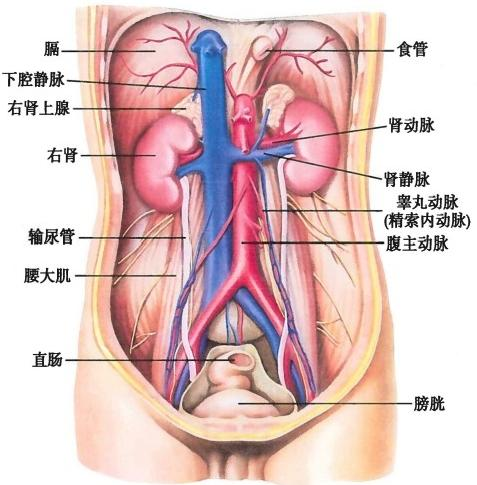 膈
下腔静脉
右肾上腺
右肾
输尿管
腰大肌
直肠
食管
肾动脉
肾静脉
睾丸动脉
(精索内动脉)
腹主动脉
膀胱